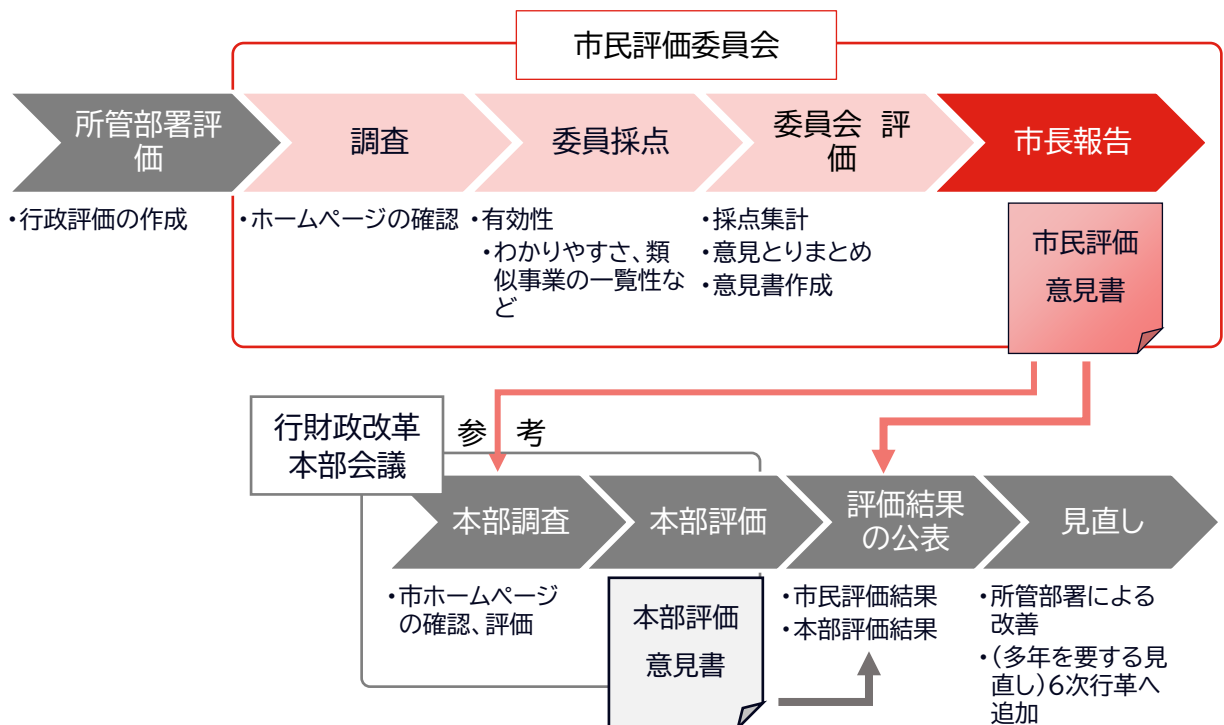 市民評価委員会
所管部署評
価
調査
委員採点
委員会 評
価
市長報告
・行政評価の作成
・ホームページの確認
・有効性
・わかりやすさ、類
似事業の一覧性な
ど
・採点集計
・意見とりまとめ
・意見書作成
市民評価
意見書
行財政改革
本部会議
参 考
本部調査
本部評価
評価結果
の公表
見直し
・市ホームページ
の確認、評価
本部評価
意見書
・市民評価結果
・本部評価結果
・所管部署による
改善
・(多年を要する見
直し)6次行革へ
追加